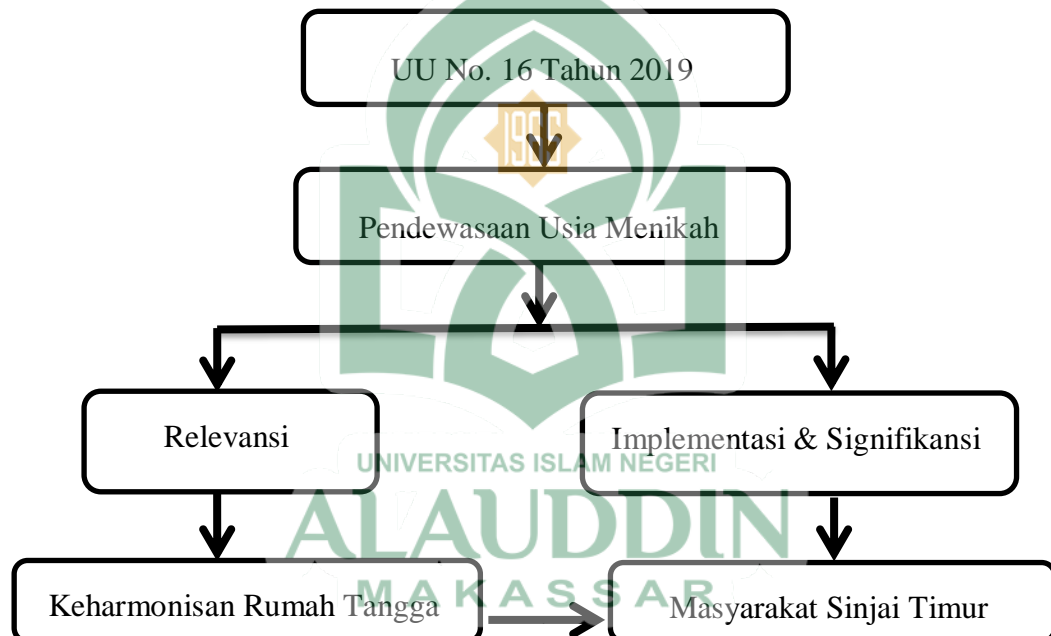 UU No. 16 Tahun 2019
1965
Pendewasaan Usia Menikah
Relevansi
Implementasi & Signifikansi
UNIVERSITAS ISLAM NEGERI
ALAUDDIN
MAKASSAR
Keharmonisan Rumah Tangga
Masyarakat Sinjai Timur